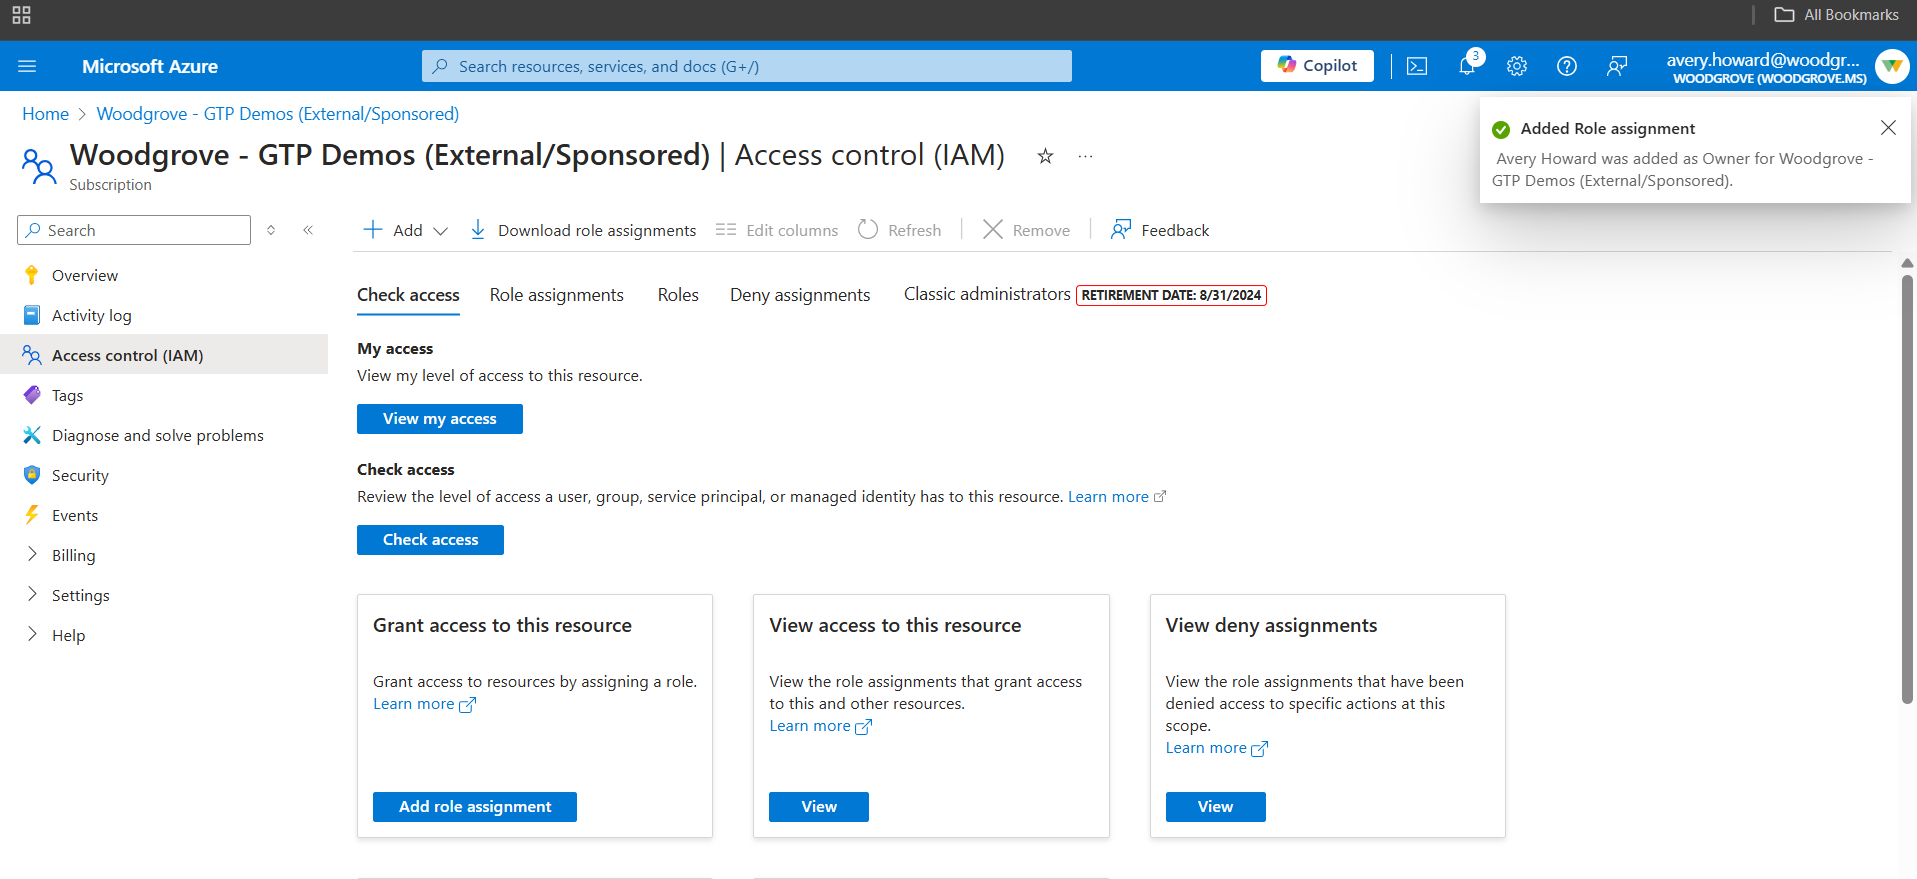 All Bookmarks
Microsoft Azure
Search resources, services, and docs (G+/)
Copilot
3
avery.howard@woodgr...
WOODGROVE (WOODGROVE.MS)
Home > Woodgrove - GTP Demos (External/Sponsored)
Woodgrove - GTP Demos (External/Sponsored) | Access control (IAM)
Subscription
Added Role assignment
Avery Howard was added as Owner for Woodgrove -
GTP Demos (External/Sponsored).
Search
Add
Download role assignments
Edit columns
Refresh
Remove
Feedback
Overview
Activity log
Access control (IAM)
Tags
Diagnose and solve problems
Security
Events
Billing
Settings
Help
Check access
Role assignments
Roles
Deny assignments
Classic administrators
RETIREMENT DATE: 8/31/2024
My access
View my level of access to this resource.
View my access
Check access
Review the level of access a user, group, service principal, or managed identity has to this resource. Learn more
Check access
Grant access to this resource
Grant access to resources by assigning a role.
Learn more
Add role assignment
View access to this resource
View the role assignments that grant access
to this and other resources.
Learn more
View
View deny assignments
View the role assignments that have been
denied access to specific actions at this
scope.
Learn more
View